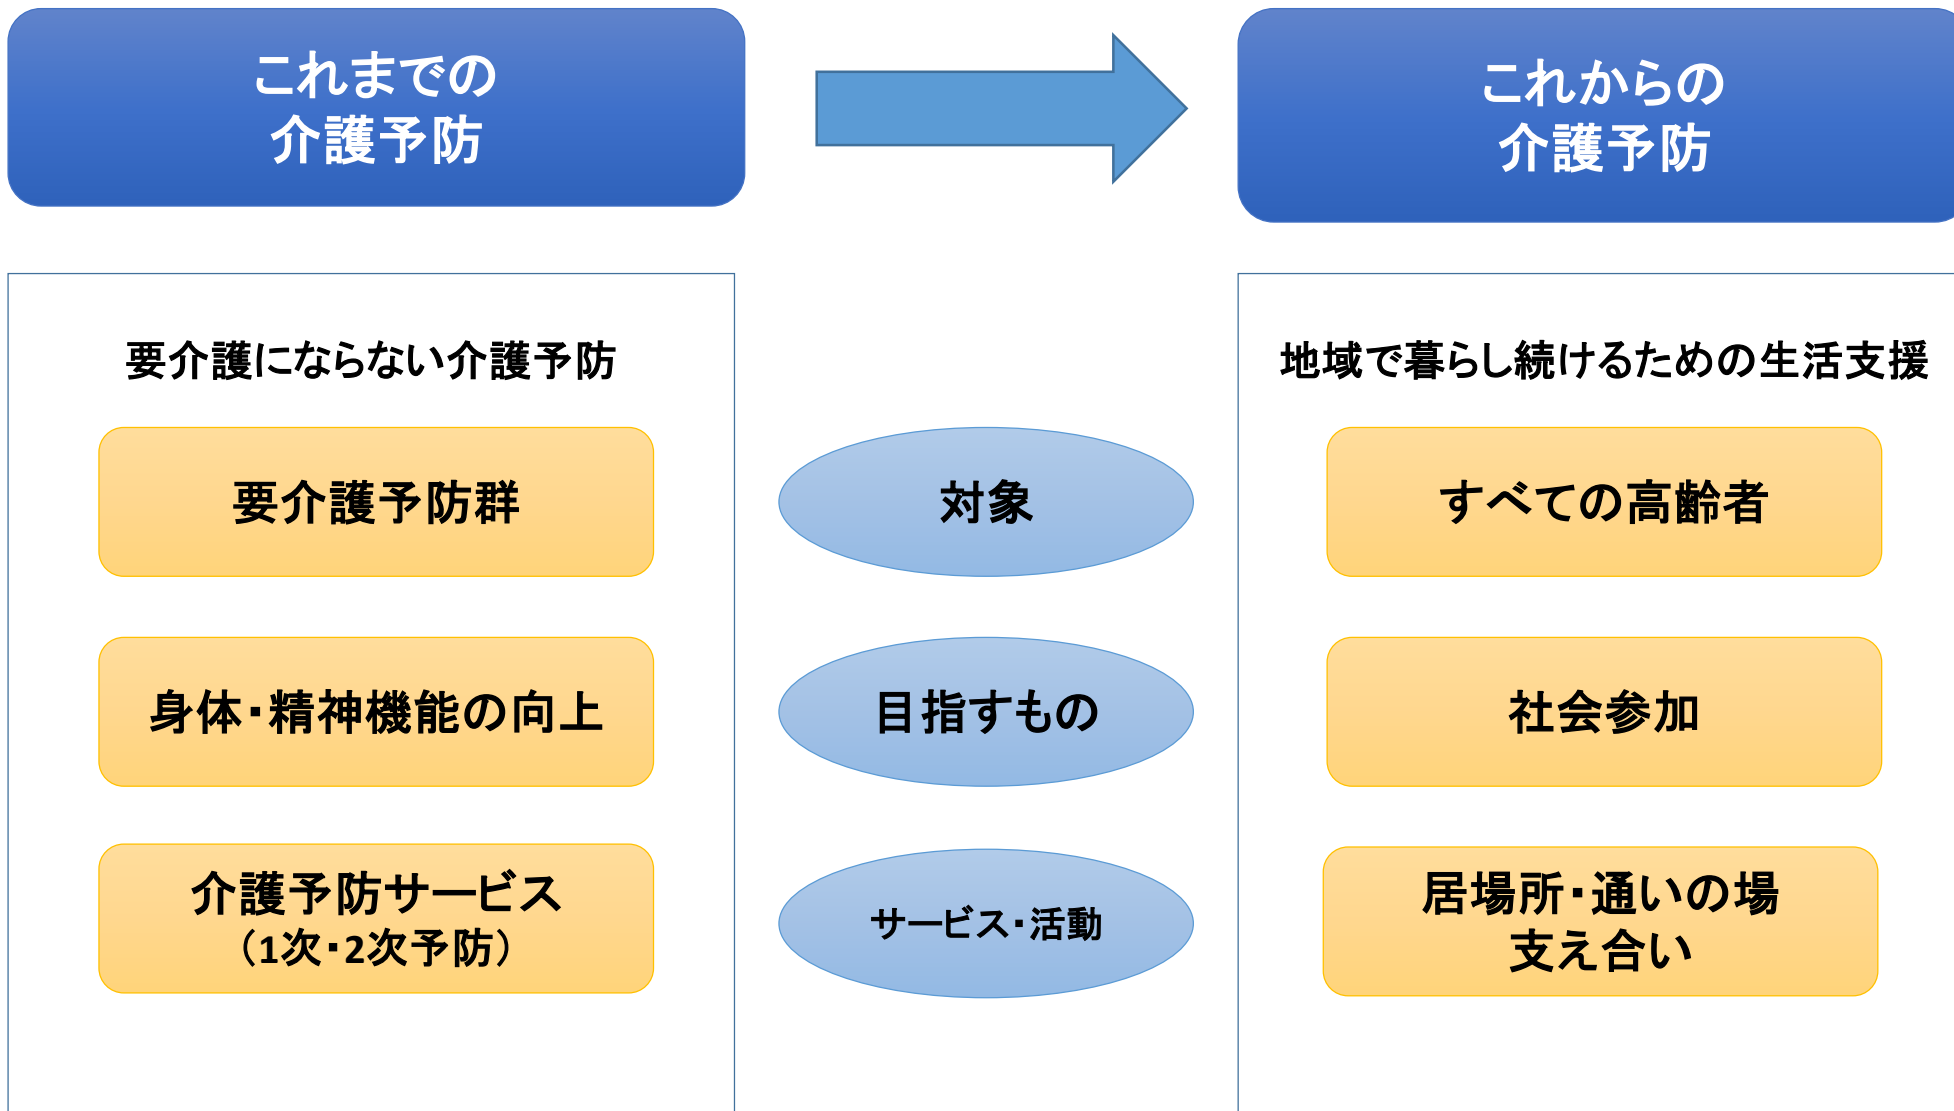 これまでの
介護予防
これからの
介護予防
要介護にならない介護予防
地域で暮らし続けるための生活支援
要介護予防群
対象
すべての高齢者
身体・精神機能の向上
目指すもの
社会参加
介護予防サービス
（1次・2次予防）
サービス・活動
居場所・通いの場
支え合い